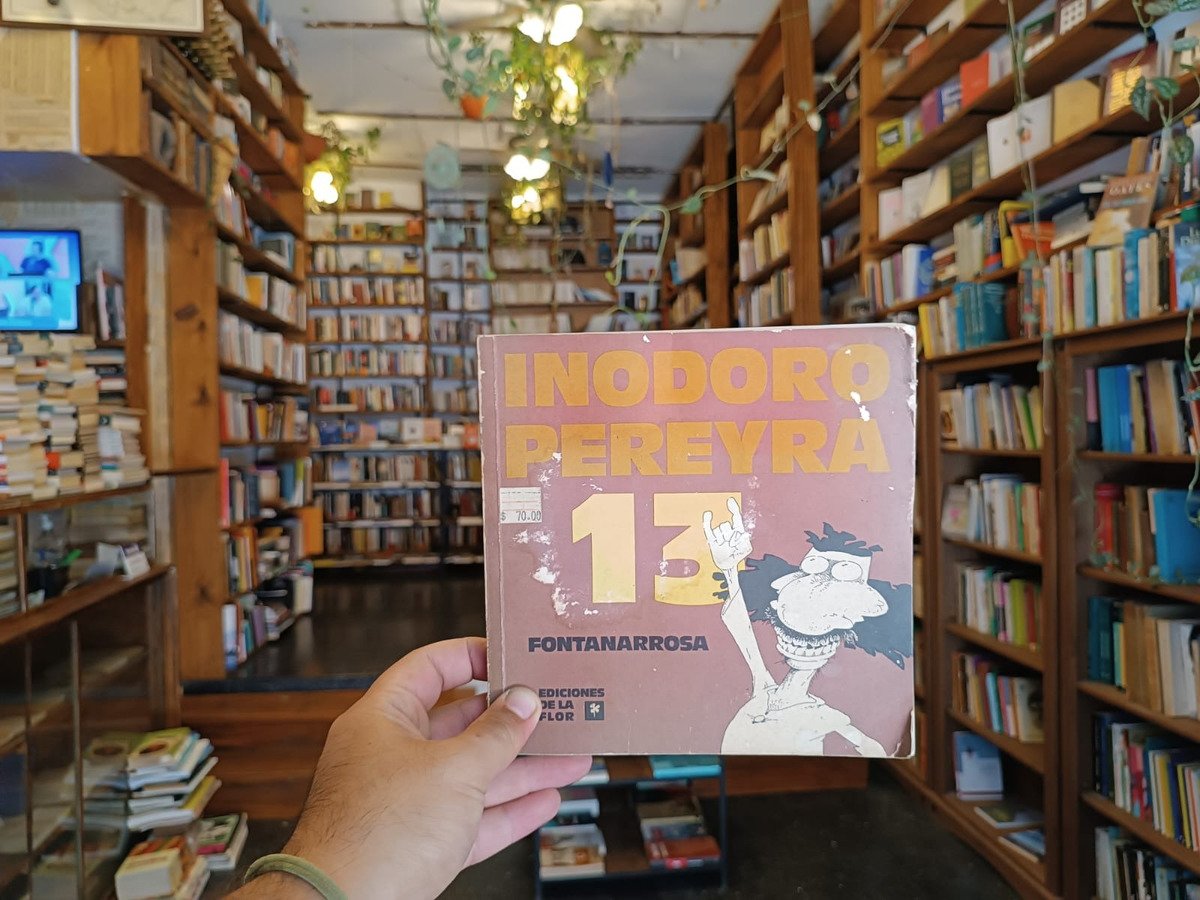 INODORO
PEREYRA
$ 70.00
13
FONTANARROSA
EDICIONES
DE LA
FLOR